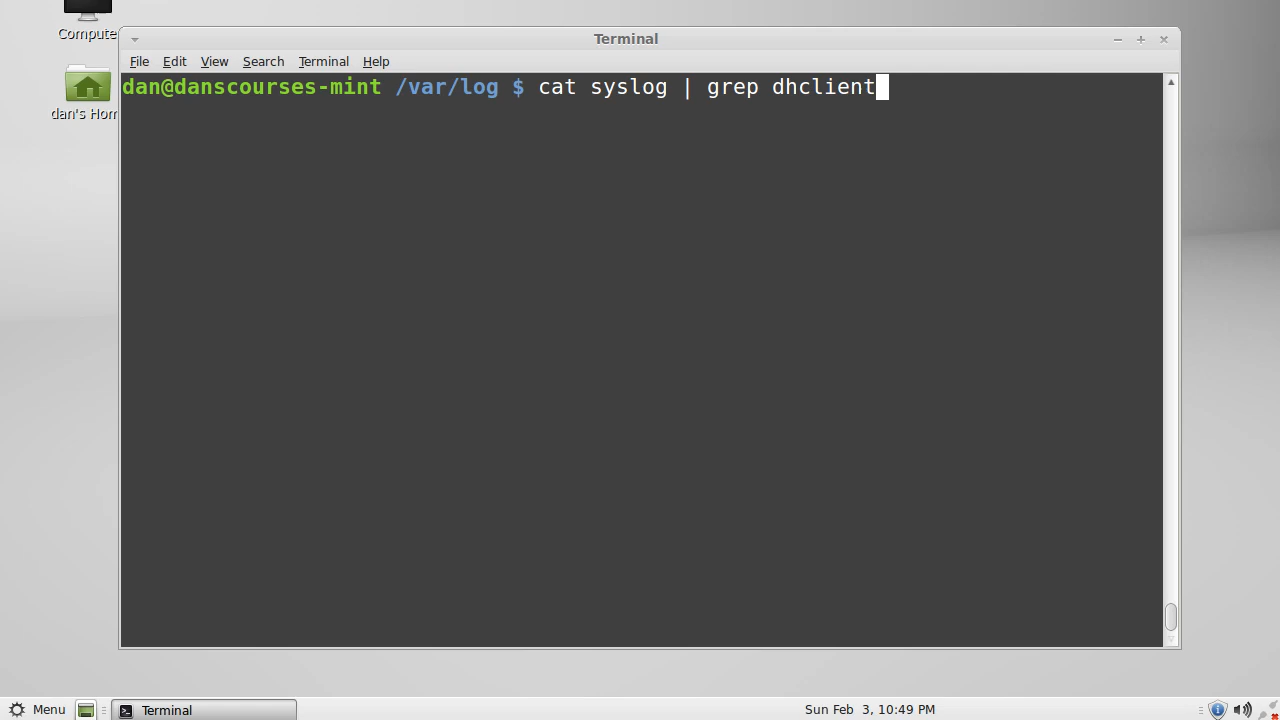 Compute
Terminal
File Edit View Search Terminal Help
dan@danscourses-mint /var/log $ cat syslog | grep dhclient
dan's Hom
Menu Terminal Sun Feb 3, 10:49 PM